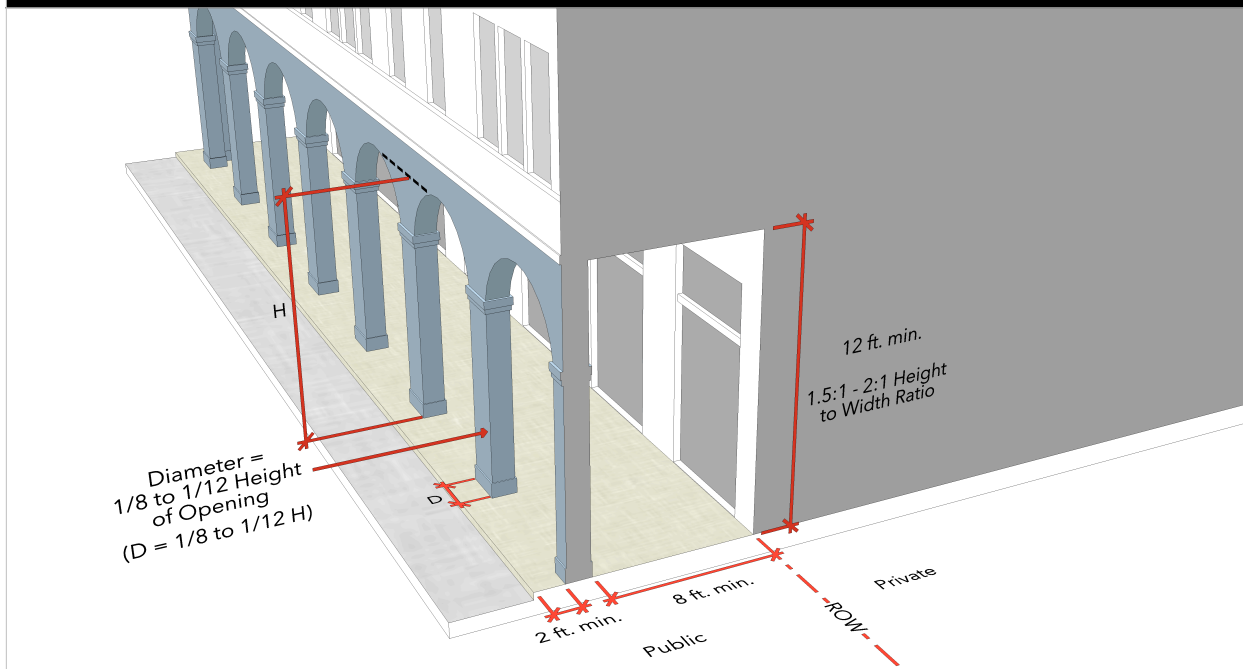 H
12 ft. min.
1.5:1 - 2:1 Height
to Width Ratio
Diameter =
1/8 to 1/12 Height
of Opening
(D = 1/8 to 1/12 H)
D
8 ft. min.
2 ft. min.
Public
Private
ROW